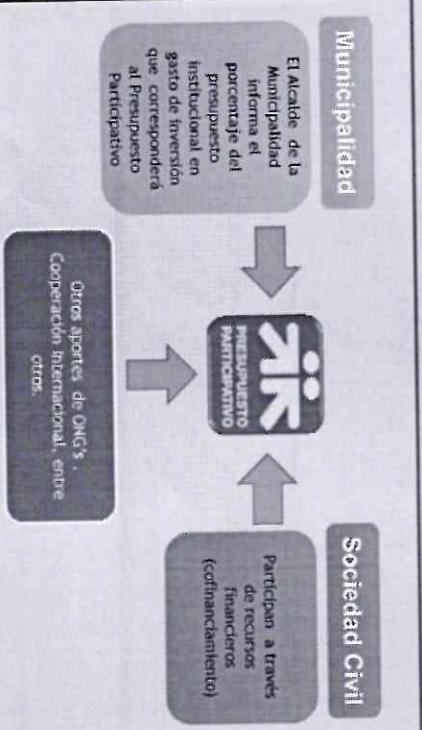 Municipalidad
El Alcalde de la
Municipalidad
informa el
porcentaje del
presupuesto
institucional en
gasto de inversión
que corresponderá
al Presupuesto
Participativo
PRESUPUESTO
PARTICIPATIVO
Sociedad Civil
Participan a través
de recursos
financieros
(cofinanciamiento)
Otros aportes de ONG's,
Cooperación Internacional, entre
otros.